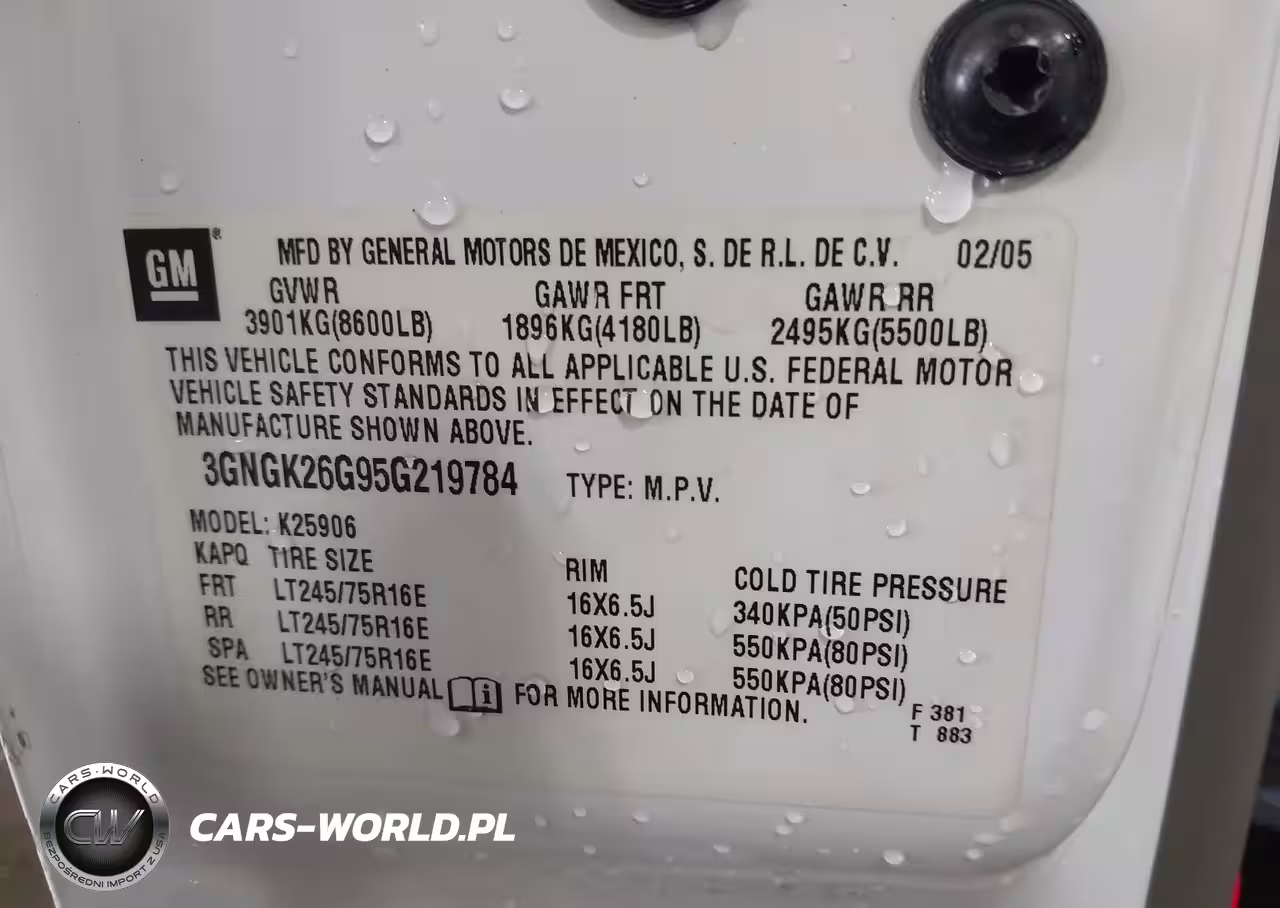 GM®
MFD BY GENERAL MOTORS DE MEXICO, S. DE R.L. DE C.V. 02/05
GVWR GAWR FRT GAWR RR
3901KG(8600LB) 1896KG(4180LB) 2495KG(5500LB)
THIS VEHICLE CONFORMS TO ALL APPLICABLE U.S. FEDERAL MOTOR
VEHICLE SAFETY STANDARDS IN EFFECT ON THE DATE OF
MANUFACTURE SHOWN ABOVE.
3GNGK26G95G219784 TYPE: M.P.V.
MODEL: K25906
KAPQ TIRE SIZE RIM COLD TIRE PRESSURE
FRT LT245/75R16E 16X6.5J 340KPA(50PSI)
RR LT245/75R16E 16X6.5J 550KPA(80PSI)
SPA LT245/75R16E 16X6.5J 550KPA(80PSI)
SEE OWNER'S MANUAL i FOR MORE INFORMATION.
F 381
T 883
CARS-WORLD
CW
BEZPOŚREDNI IMPORT Z USA
CARS-WORLD.PL